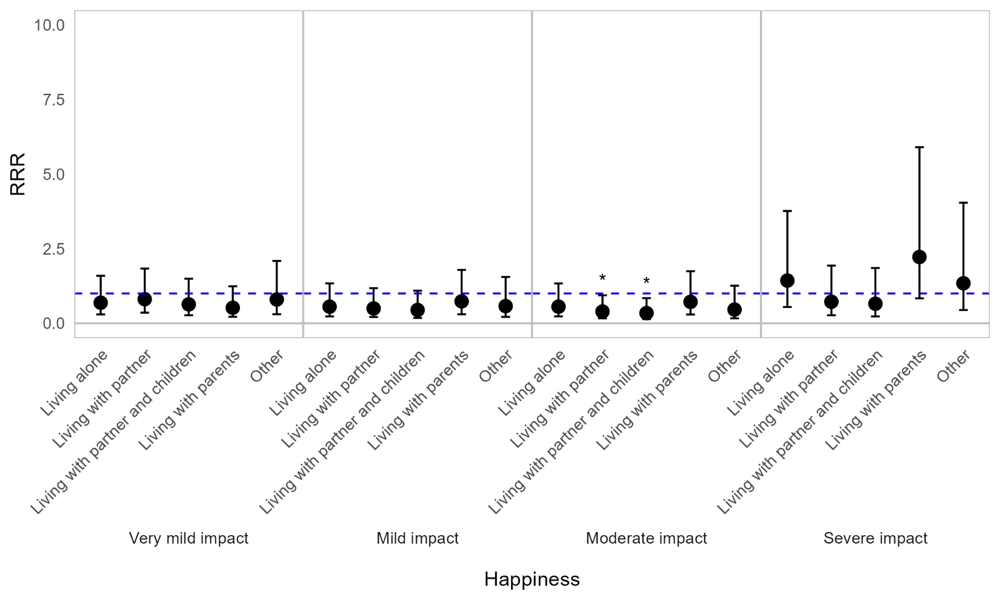 10.0
7.5
5.0
2.5
0.0
RRR
*
*
Living alone
Living with partner
Living with partner and children
Living with parents
Other
Living alone
Living with partner
Living with partner and children
Living with parents
Other
Living alone
Living with partner
Living with partner and children
Living with parents
Other
Living alone
Living with partner
Living with partner and children
Living with parents
Other
Very mild impact
Mild impact
Moderate impact
Severe impact
Happiness